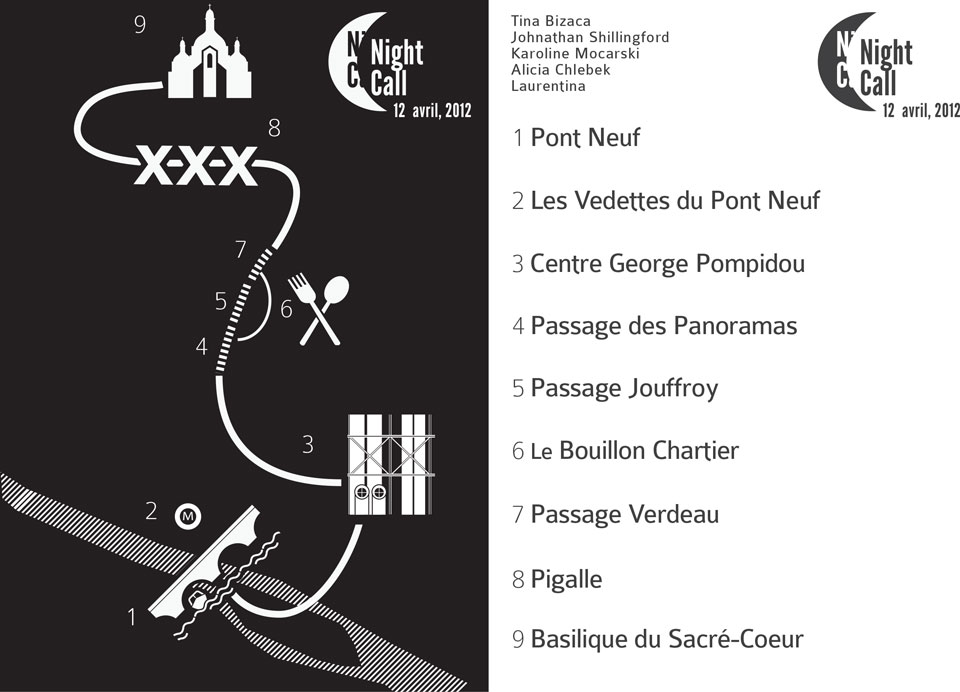 9
N Night
C Call
12 avril, 2012
8
X-X-X
7
5
6
4
3
2
M
1
Tina Bizaca
Johnathan Shillingford
Karoline Mocarski
Alicia Chlebek
Laurentina
N Night
C Call
12 avril, 2012
1 Pont Neuf
2 Les Vedettes du Pont Neuf
3 Centre George Pompidou
4 Passage des Panoramas
5 Passage Jouffroy
6 Le Bouillon Chartier
7 Passage Verdeau
8 Pigalle
9 Basilique du Sacré-Coeur